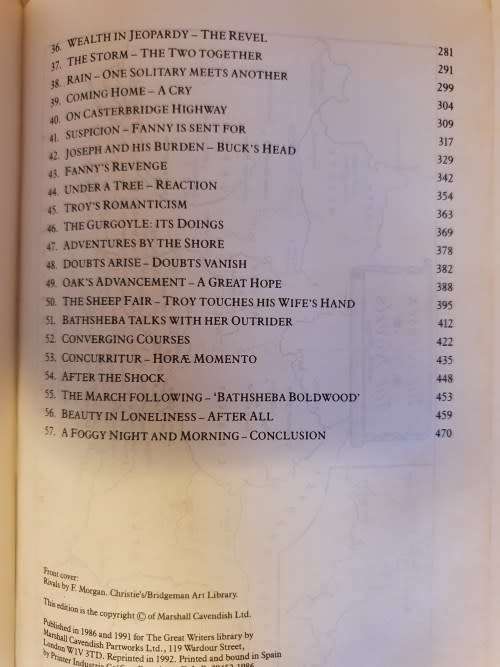 36. WEALTH IN JEOPARDY – THE REVEL 281
37. THE STORM – THE TWO TOGETHER 291
38. RAIN – ONE SOLITARY MEETS ANOTHER 299
39. COMING HOME – A CRY 304
40. ON CASTERBRIDGE HIGHWAY 309
41. SUSPICION – FANNY IS SENT FOR 317
42. JOSEPH AND HIS BURDEN – BUCK'S HEAD 329
43. FANNY'S REVENGE 342
44. UNDER A TREE – REACTION 354
45. TROY'S ROMANTICISM 363
46. THE GURGOYLE: ITS DOINGS 369
47. ADVENTURES BY THE SHORE 378
48. DOUBTS ARISE – DOUBTS VANISH 382
49. OAK'S ADVANCEMENT – A GREAT HOPE 388
50. THE SHEEP FAIR – TROY TOUCHES HIS WIFE'S HAND 395
51. BATHSHEBA TALKS WITH HER OUTRIDER 412
52. CONVERGING COURSES 422
53. CONCURRITUR – HORÆ MOMENTO 435
54. AFTER THE SHOCK 448
55. THE MARCH FOLLOWING – 'BATHSHEBA BOLDWOOD' 453
56. BEAUTY IN LONELINESS – AFTER ALL 459
57. A FOGGY NIGHT AND MORNING – CONCLUSION 470
Front cover:
Rivals by F. Morgan. Christie's/Bridgeman Art Library.
This edition is the copyright © of Marshall Cavendish Ltd.
Published in 1986 and 1991 for The Great Writers library by
Marshall Cavendish Partworks Ltd., 119 Wardour Street,
London W1V 3TD. Reprinted in 1992. Printed and bound in Spain
by Printer Industria